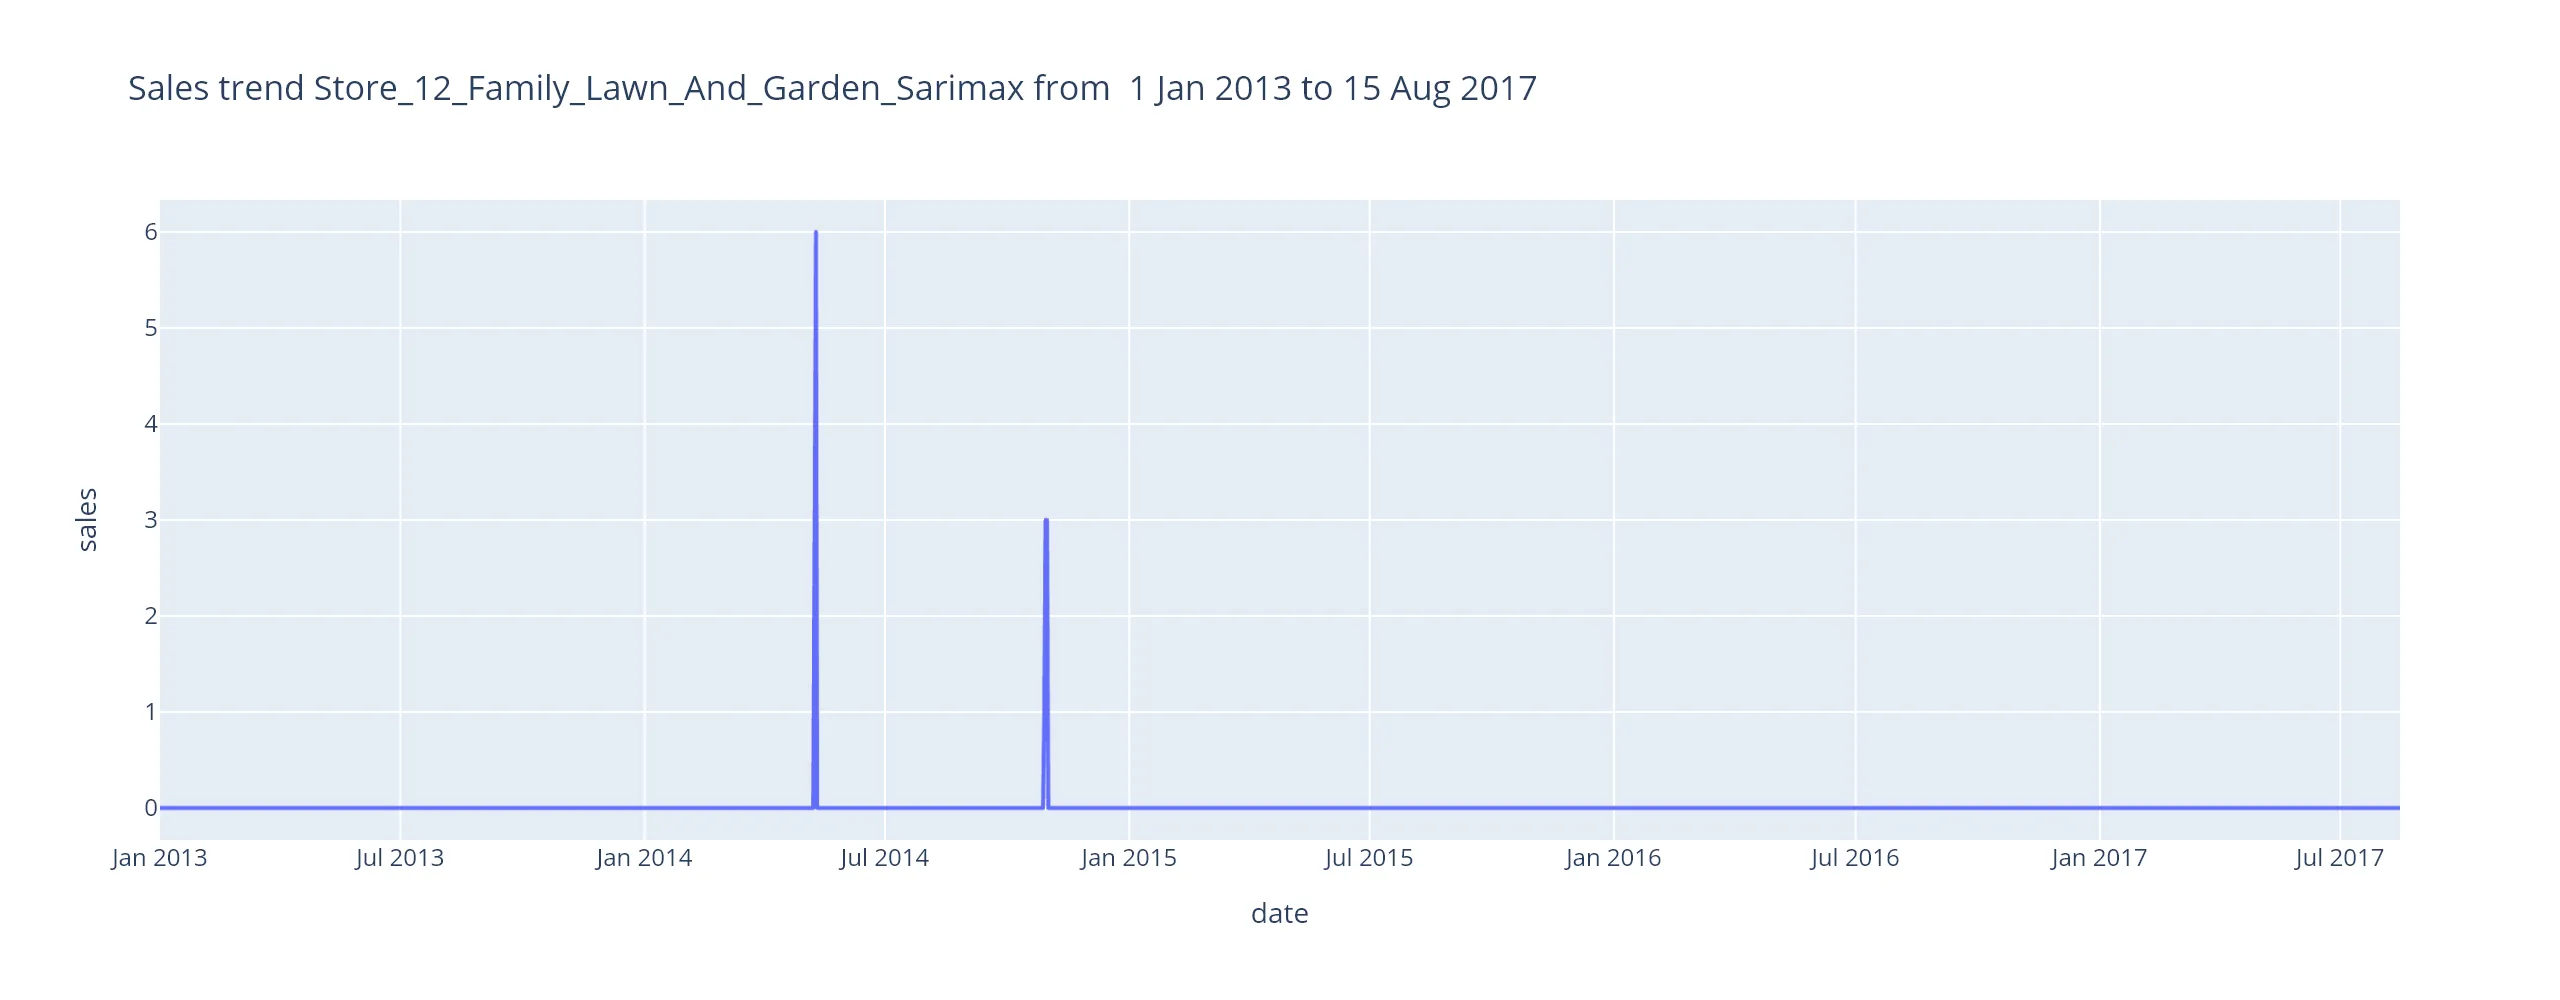 Sales trend Store_12_Family_Lawn_And_Garden_Sarimax from  1 Jan 2013 to 15 Aug 2017
6
5
4
3
2
1
0
sales
Jan 2013 Jul 2013 Jan 2014 Jul 2014 Jan 2015 Jul 2015 Jan 2016 Jul 2016 Jan 2017 Jul 2017
date